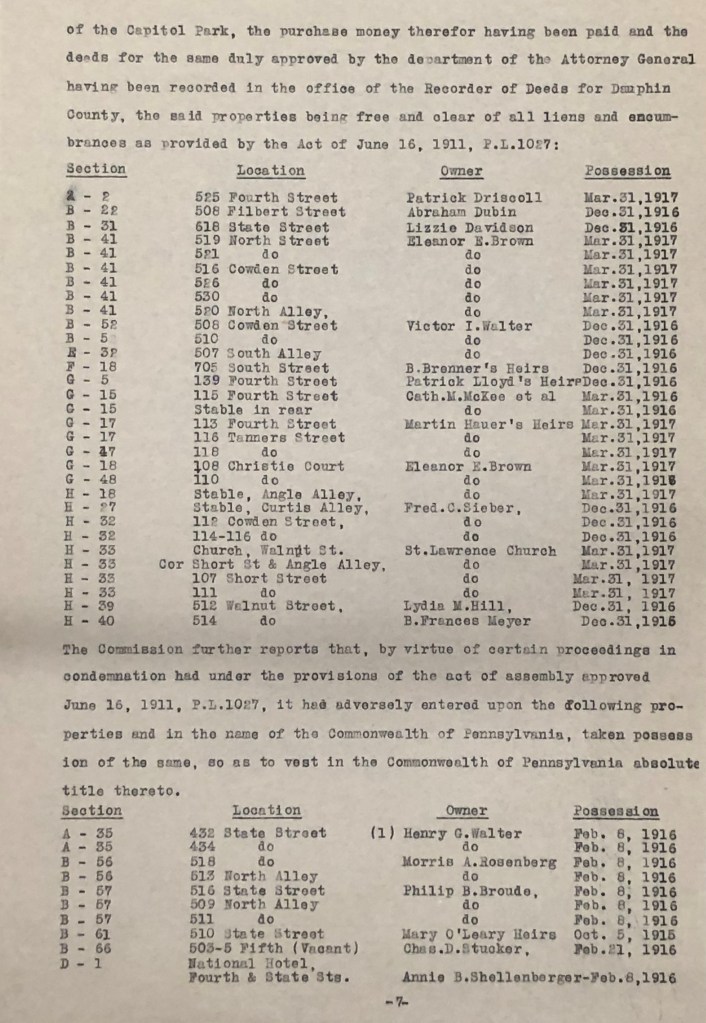 of the Capitol Park, the purchase money therefor having been paid and the
deeds for the same duly approved by the department of the Attorney General
having been recorded in the office of the Recorder of Deeds for Dauphin
County, the said properties being free and clear of all liens and encum-
brances as provided by the Act of June 16, 1911, P.L.1027:
Section Location Owner Possession
A - 2 525 Fourth Street Patrick Driscoll Mar.31,1917
B - 22 508 Filbert Street Abraham Dubin Dec.31,1916
B - 31 618 State Street Lizzie Davidson Dec.31,1916
B - 41 519 North Street Eleanor E.Brown Mar.31,1917
B - 41 521 do do Mar.31,1917
B - 41 516 Cowden Street do Mar.31,1917
B - 41 526 do do Mar.31,1917
B - 41 530 do do Mar.31,1917
B - 41 520 North Alley, do Mar.31,1917
B - 52 508 Cowden Street Victor I.Walter Dec.31,1916
B - 5 510 do do Dec.31,1916
E - 32 507 South Alley do Dec.31,1916
F - 18 705 South Street B.Brenner's Heirs Dec.31,1916
G - 5 139 Fourth Street Patrick Lloyd's Heirs Dec.31,1916
G - 15 115 Fourth Street Cath.M.McKee et al Mar.31,1916
G - 15 Stable in rear do Mar.31,1916
G - 17 113 Fourth Street Martin Hauer's Heirs Mar.31,1917
G - 17 116 Tanners Street do Mar.31,1917
G - 17 118 do do Mar.31,1917
G - 18 108 Christie Court Eleanor E.Brown Mar.31,1917
G - 48 110 do do Mar.31,1916
H - 18 Stable, Angle Alley, do Mar.31,1917
H - 27 Stable, Curtis Alley, Fred.C.Sieber, Dec.31,1916
H - 32 112 Cowden Street, do Dec.31,1916
H - 32 114-116 do do Dec.31,1916
H - 33 Church, Walnut St. St.Lawrence Church Mar.31,1917
H - 33 Cor Short St & Angle Alley, do Mar.31,1917
H - 33 107 Short Street do Mar.31, 1917
H - 33 111 do do Mar.31, 1917
H - 39 512 Walnut Street, Lydia M.Hill, Dec.31, 1916
H - 40 514 do B.Frances Meyer Dec.31,1916
The Commission further reports that, by virtue of certain proceedings in
condemnation had under the provisions of the act of assembly approved
June 16, 1911, P.L.1027, it had adversely entered upon the following pro-
perties and in the name of the Commonwealth of Pennsylvania, taken possess
ion of the same, so as to vest in the Commonwealth of Pennsylvania absolute
title thereto.
Section Location Owner Possession
A - 35 432 State Street (1) Henry G.Walter Feb. 8, 1916
A - 35 434 do do Feb. 8, 1916
B - 56 518 do Morris A.Rosenberg Feb. 8, 1916
B - 56 513 North Alley do Feb. 8, 1916
B - 57 516 State Street Philip B.Broude, Feb. 8, 1916
B - 57 509 North Alley do Feb. 8, 1916
B - 57 511 do do Feb. 8, 1916
B - 61 510 State Street Mary O'Leary Heirs Oct. 5, 1915
B - 66 503-5 Fifth (Vacant) Chas.D.Stucker, Feb.21, 1916
D - 1 National Hotel,
Fourth & State Sts. Annie B.Shellenberger-Feb.8,1916
-7-